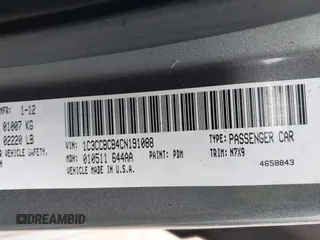 MFR: 1-12
01007 KG
02220 LB
R VEHICLE SAFETY,
VIN: 1C3CCBCB4CN191088
TYPE: PASSENGER CAR
MDH: 010511 644AA
PAINT: PDM
TRIM: N7X9
VEHICLE MADE IN U.S.A.
4658843
@DREAMBID